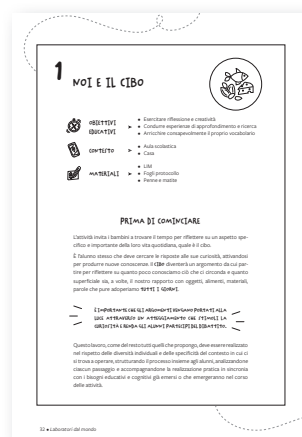 1
NOI E IL CIBO
OBIETTIVI
EDUCATIVI
• Esercitare riflessione e creatività
• Condurre esperienze di approfondimento e ricerca
• Arricchire consapevolmente il proprio vocabolario
CONTESTO
• Aula scolastica
• Casa
MATERIALI
• LIM
• Fogli protocollo
• Penne e matite
PRIMA DI COMINCIARE
L'attività invita i bambini a trovare il tempo per riflettere su un aspetto spe-
cifico e importante della loro vita quotidiana, quale è il cibo.
È l'alunno stesso che deve cercare le risposte alle sue curiosità, attivandosi
per produrre nuove conoscenze. Il CIBO diventerà un argomento da cui par-
tire per riflettere su quanto poco conosciamo ciò che ci circonda e quanto
superficiale sia, a volte, il nostro rapporto con oggetti, alimenti, materiali,
parole che pure adoperiamo TUTTI I GIORNI.
È IMPORTANTE CHE GLI ARGOMENTI VENGANO PORTATI ALLA
LUCE ATTRAVERSO UN ATTEGGIAMENTO CHE STIMOLI LA
CURIOSITÀ E RENDA GLI ALUNNI PARTECIPI DEL DIBATTITO.
Questo lavoro, come del resto tutti quelli che propongo, deve essere realizzato
nel rispetto delle diversità individuali e delle specificità del contesto in cui ci
si trova a operare, strutturando il processo insieme agli alunni, analizzandone
ciascun passaggio e accompagnandone la realizzazione pratica in sincronia
con i bisogni educativi e cognitivi già emersi o che emergeranno nel corso
delle attività.
32 • Laboratori dal mondo